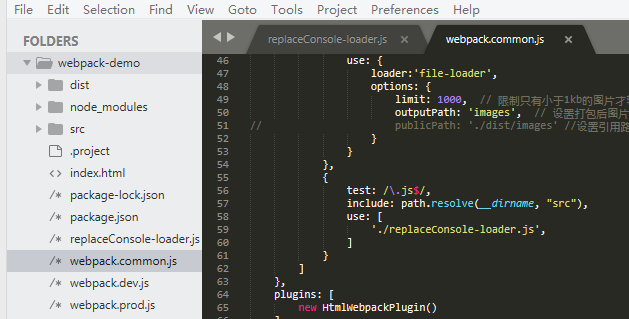 File Edit Selection Find View Goto Tools Project Preferences Help
FOLDERS
webpack-demo
dist
node_modules
src
.project
index.html
package-lock.json
package.json
replaceConsole-loader.js
webpack.common.js
webpack.dev.js
webpack.prod.js
replaceConsole-loader.js × webpack.common.js ×
46 use: {
47 loader:'file-loader',
48 options: {
49 limit: 1000, // 限制只有小于1kb的图片才
50 outputPath: 'images', // 设置打包后图片
51 // publicPath: './dist/images' //设置引用路
52 }
53 }
54 },
55 {
56 test: /\.js$/,
57 include: path.resolve(__dirname, "src"),
58 use: [
59 './replaceConsole-loader.js',
60 ]
61 }
62 ]
63 },
64 plugins: [
65 new HtmlWebpackPlugin()